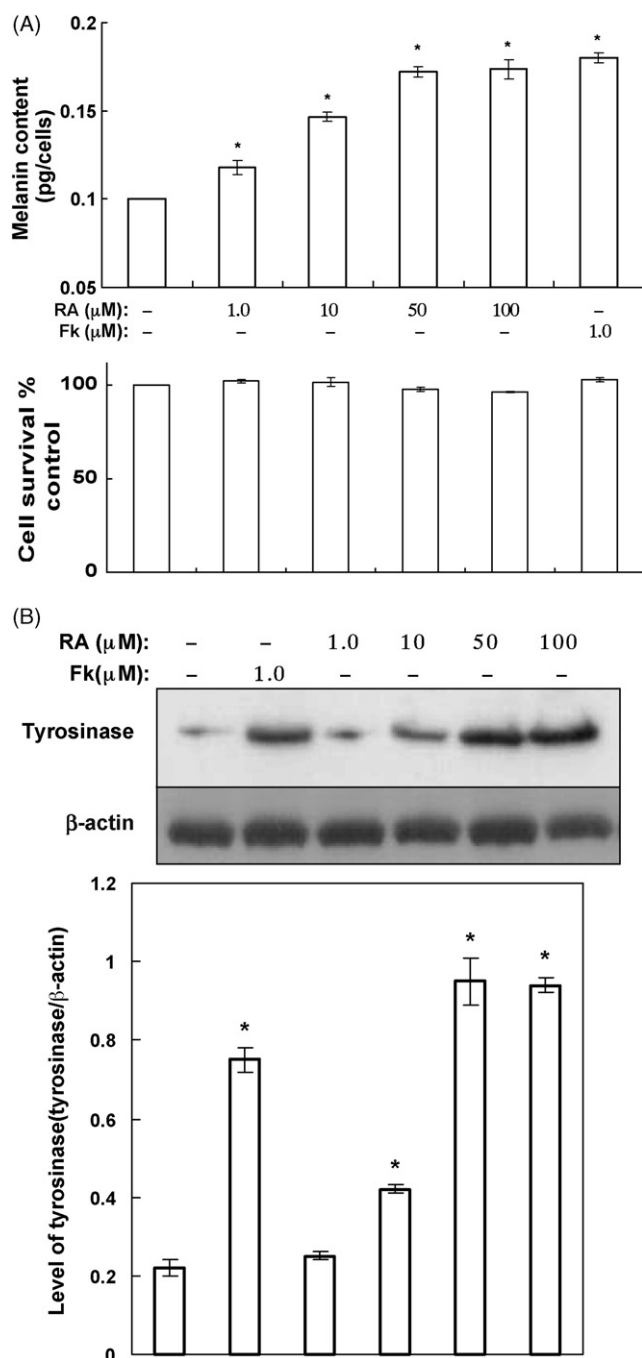 (A)
0.2
0.15
0.1
0.05
Melanin content
(pg/cells)
* * * * *
RA (μM): – 1.0 10 50 100 –
Fk (μM): – – – – – 1.0
100
50
0
Cell survival %
control
(B)
RA (μM): – – 1.0 10 50 100
Fk(μM): – 1.0 – – – –
Tyrosinase
β-actin
1.2
1
0.8
0.6
0.4
0.2
0
Level of tyrosinase(tyrosinase/β-actin)
* * * *